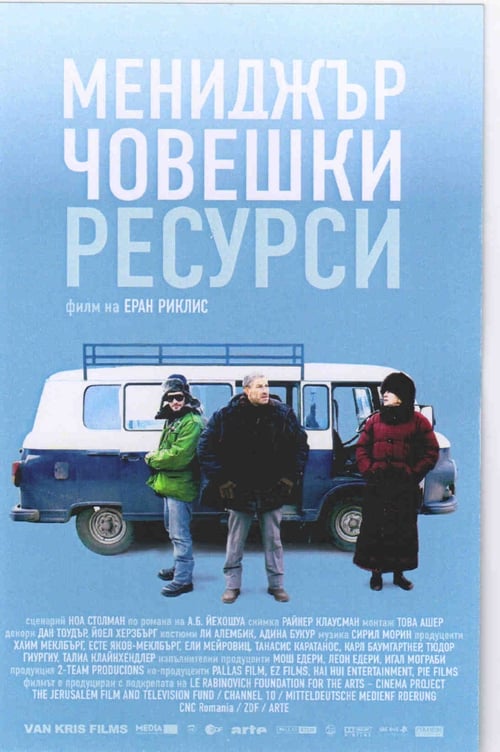 МЕНИДЖЪР
ЧОВЕШКИ
РЕСУРСИ
филм на ЕРАН РИКЛИС
сценарий НОА СТОЛМАН по романа на А.Б. ЙЕХОШУА снимка РАЙНЕР КЛАУСМАН монтаж ТОВА АШЕР
декори ДАН ТОУДЪР, ЙОЕЛ ХЕРЗБЪРГ костюми ЛИ АЛЕМБИК, АДИНА БУКУР музика СИРИЛ МОРИН продуценти
ХАИМ МЕКЛБЪРГ, ЕСТЕ ЯКОВ-МЕКЛБЪРГ, ЕЛИ МЕЙРОВИЦ, ТАНАСИС КАРАТАНОС, КАРЛ БАУМГАРТНЕР, ТЮДОР
ГИУРГИУ, ТАЛИА КЛАЙНХЕНДЛЕР изпълнителни продуценти МОШ ЕДЕРИ, ЛЕОН ЕДЕРИ, ИГАЛ МОГРАБИ
продукция 2-TEAM PRODUCIONS ко-продуценти PALLAS FILM, EZ FILMS, HAI HUI ENTERTAINMENT, PIE FILMS
филмът е продуциран с подкрепата на LE RABINOVICH FOUNDATION FOR THE ARTS – CINEMA PROJECT
THE JERUSALEM FILM AND TELEVISION FUND / CHANNEL 10 / MITTELDEUTSCHE MEDIENF RDERUNG
CNC Romania / ZDF / ARTE
VAN KRIS FILMS MEDIA ZDF arte